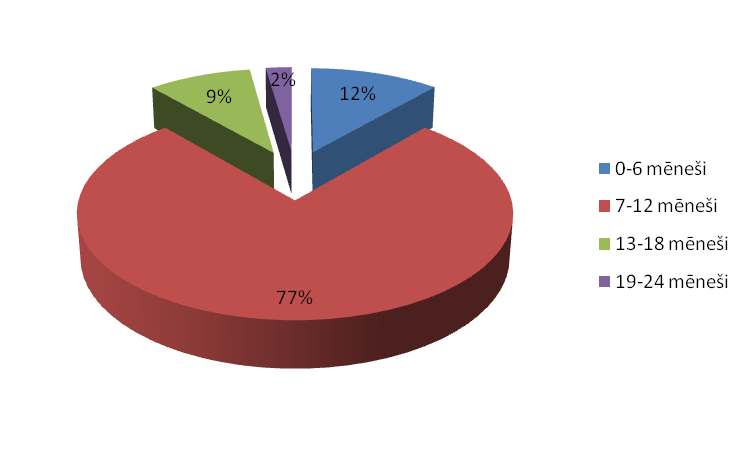 2%
12%
9%
77%
0-6 mēneši
7-12 mēneši
13-18 mēneši
19-24 mēneši